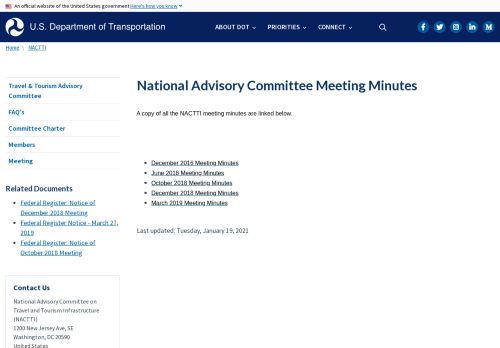 An official website of the United States government Here's how you know
U.S. Department of Transportation
ABOUT DOT
PRIORITIES
CONNECT
Home \ NACTTI
Travel & Tourism Advisory
Committee
FAQ's
Committee Charter
Members
Meeting
Related Documents
Federal Register: Notice of
December 2018 Meeting
Federal Register Notice - March 27,
2019
Federal Register: Notice of
October 2018 Meeting
Contact Us
National Advisory Committee on
Travel and Tourism Infrastructure
(NACTTI)
1200 New Jersey Ave, SE
Washington, DC 20590
United States
National Advisory Committee Meeting Minutes
A copy of all the NACTTI meeting minutes are linked below.
December 2016 Meeting Minutes
June 2018 Meeting Minutes
October 2018 Meeting Minutes
December 2018 Meeting Minutes
March 2019 Meeting Minutes
Last updated: Tuesday, January 19, 2021